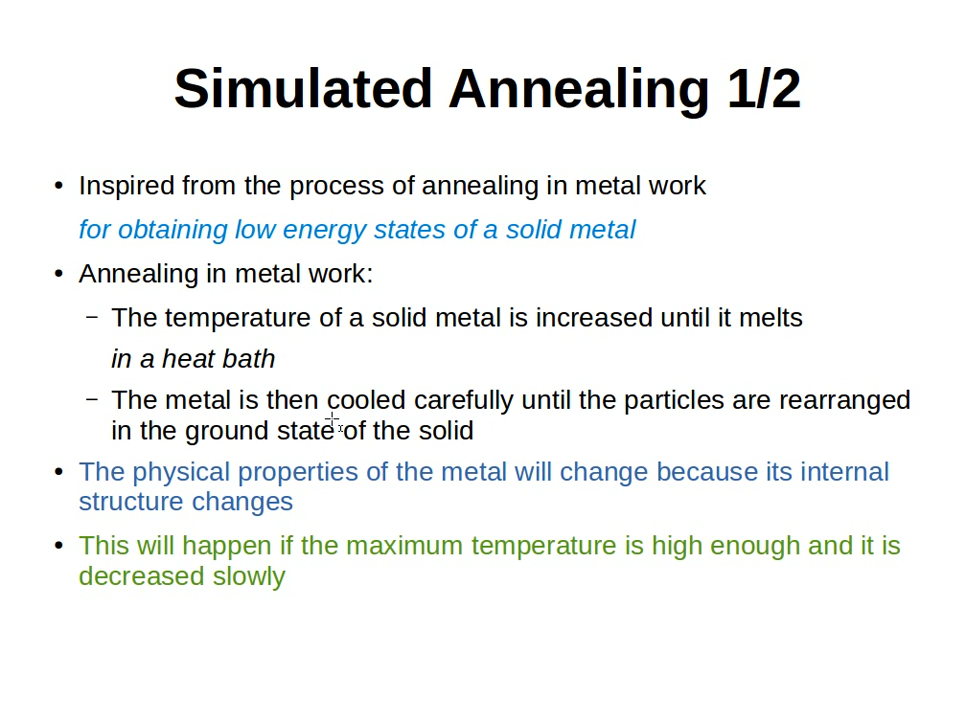 Simulated Annealing 1/2
• Inspired from the process of annealing in metal work
for obtaining low energy states of a solid metal
• Annealing in metal work:
– The temperature of a solid metal is increased until it melts
in a heat bath
– The metal is then cooled carefully until the particles are rearranged
in the ground state of the solid
• The physical properties of the metal will change because its internal
structure changes
• This will happen if the maximum temperature is high enough and it is
decreased slowly